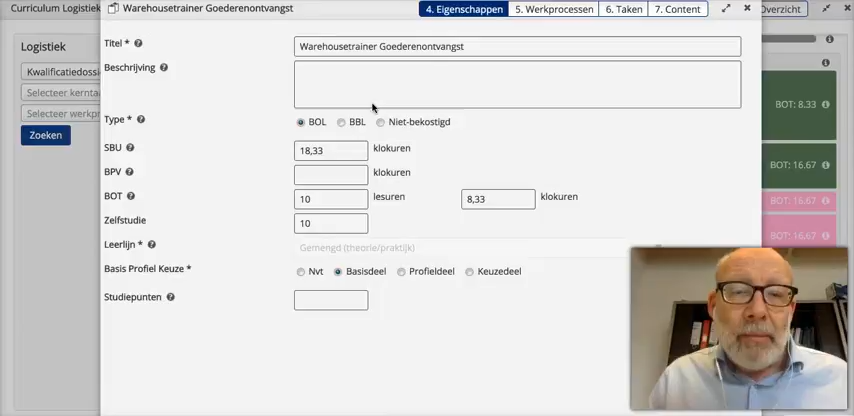 Curriculum Logistiek
Warehousetrainer Goederenontvangst
4. Eigenschappen
5. Werkprocessen
6. Taken
7. Content
Overzicht
Logistiek
Kwalificatiedossi
Selecteer kernta
Selecteer werkpr
Zoeken
Titel *
Warehousetrainer Goederenontvangst
Beschrijving
Type *
BOL
BBL
Niet-bekostigd
SBU
18,33
klokuren
BPV
klokuren
BOT
10
lesuren
8,33
klokuren
Zelfstudie
10
Leerlijn *
Gemengd (theorie/praktijk)
Basis Profiel Keuze *
Nvt
Basisdeel
Profieldeel
Keuzedeel
Studiepunten
BOT: 8.33
BOT: 16.67
BOT: 16.67
BOT: 16.67